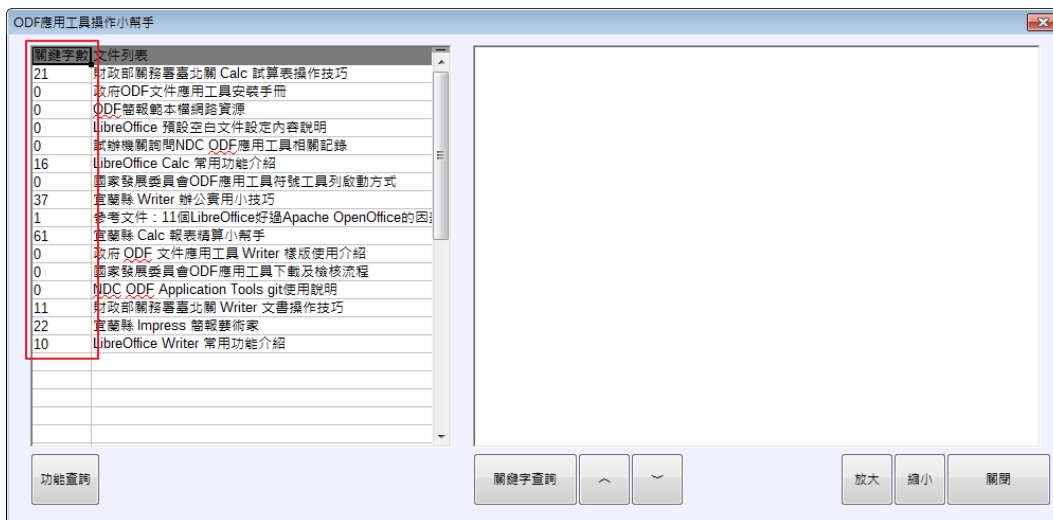 ODF應用工具操作小幫手
關鍵字數 文件列表
21 財政部關務署臺北關 Calc 試算表操作技巧
0 政府ODF文件應用工具安裝手冊
0 ODF簡報範本檔網路資源
0 LibreOffice 預設空白文件設定內容說明
0 試辦機關詢問NDC ODF應用工具相關記錄
16 LibreOffice Calc 常用功能介紹
0 國家發展委員會ODF應用工具符號工具列啟動方式
37 宜蘭縣 Writer 辦公實用小技巧
1 參考文件：11個LibreOffice好過Apache OpenOffice的因
61 宜蘭縣 Calc 報表精算小幫手
0 政府 ODF 文件應用工具 Writer 樣版使用介紹
0 國家發展委員會ODF應用工具下載及檢核流程
0 NDC ODF Application Tools git使用說明
11 財政部關務署臺北關 Writer 文書操作技巧
22 宜蘭縣 Impress 簡報藝術家
10 LibreOffice Writer 常用功能介紹
功能查詢 關鍵字查詢 放大 縮小 關閉